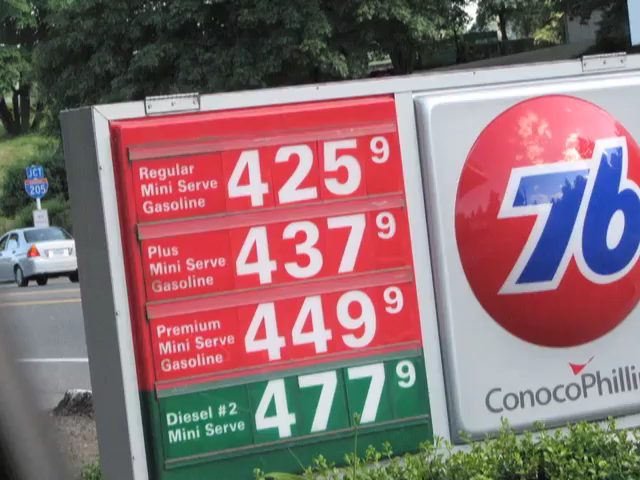 JCT
205
Regular
Mini Serve
Gasoline
425 9
Plus
Mini Serve
Gasoline
437 9
Premium
Mini Serve
Gasoline
449 9
Diesel #2
Mini Serve
477 9
76
ConocoPhilli